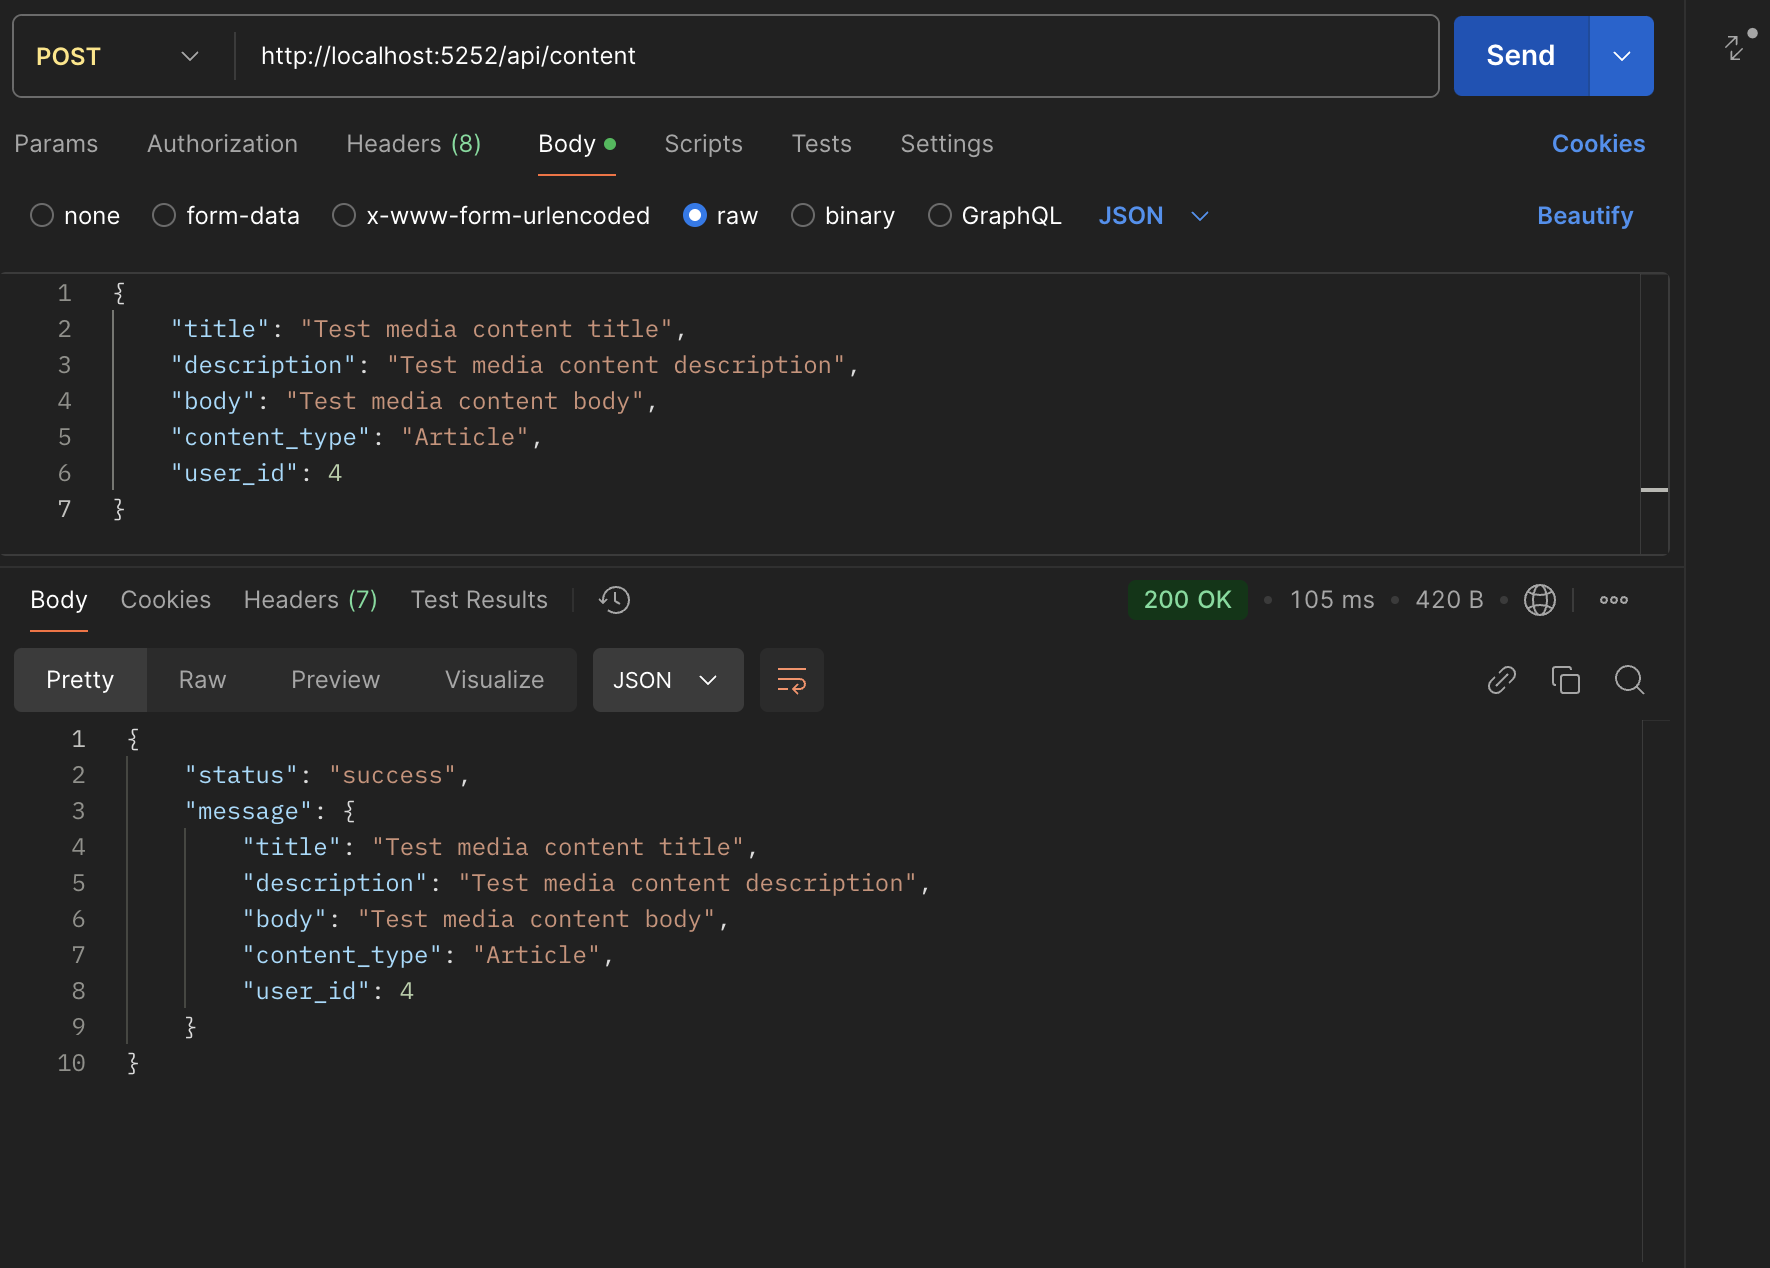 POST http://localhost:5252/api/content Send
Params Authorization Headers (8) Body Scripts Tests Settings Cookies
none form-data x-www-form-urlencoded raw binary GraphQL JSON Beautify
1 {
2 "title": "Test media content title",
3 "description": "Test media content description",
4 "body": "Test media content body",
5 "content_type": "Article",
6 "user_id": 4
7 }
Body Cookies Headers (7) Test Results 200 OK 105 ms 420 B
Pretty Raw Preview Visualize JSON
1 {
2 "status": "success",
3 "message": {
4 "title": "Test media content title",
5 "description": "Test media content description",
6 "body": "Test media content body",
7 "content_type": "Article",
8 "user_id": 4
9 }
10 }